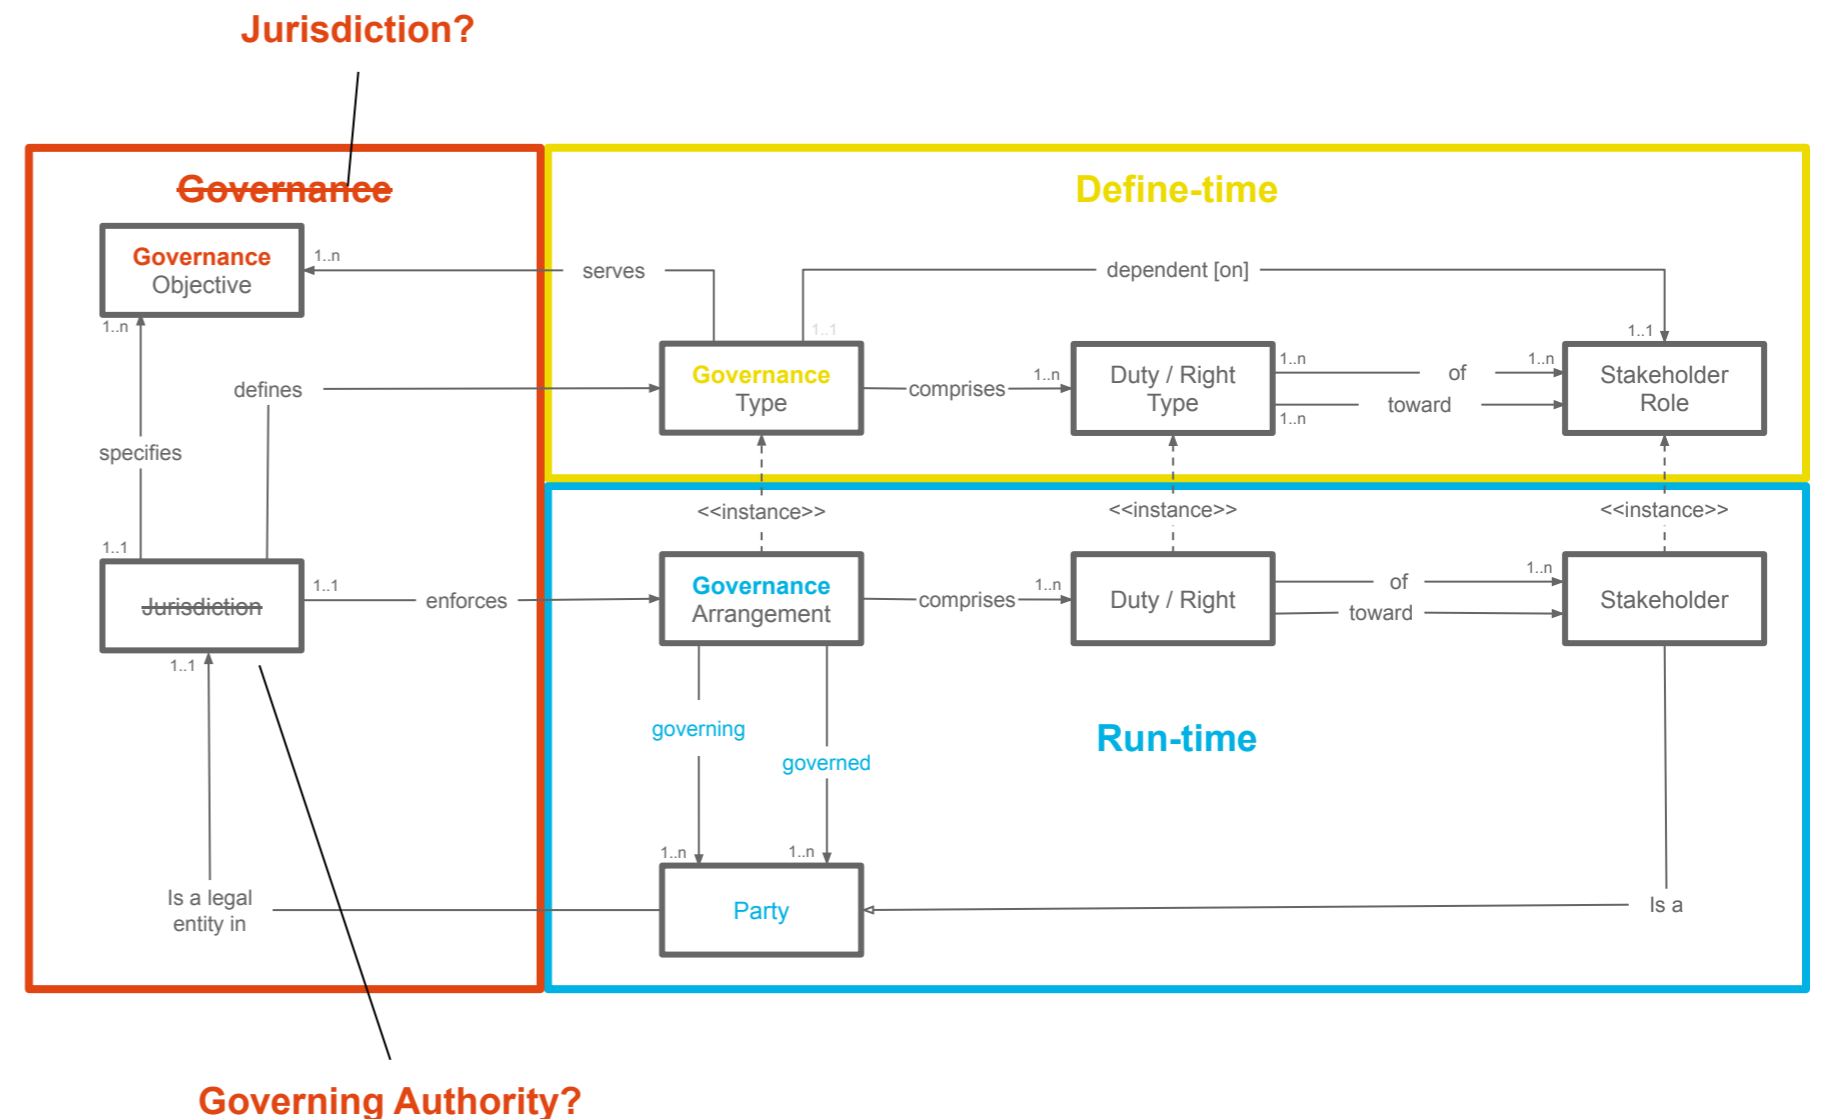 Jurisdiction?
Governance
Define-time
Governance
Objective
1..n
serves
dependent [on]
1..n
1..1
1..1
defines
Governance
Type
comprises
1..n
Duty / Right
Type
1..n
of
1..n
toward
1..n
Stakeholder
Role
specifies
<<instance>>
<<instance>>
<<instance>>
1..1
Jurisdiction
1..1
enforces
Governance
Arrangement
comprises
1..n
Duty / Right
of
1..n
toward
Stakeholder
1..1
governing
governed
Run-time
1..n
1..n
Is a legal
entity in
Party
Is a
Governing Authority?